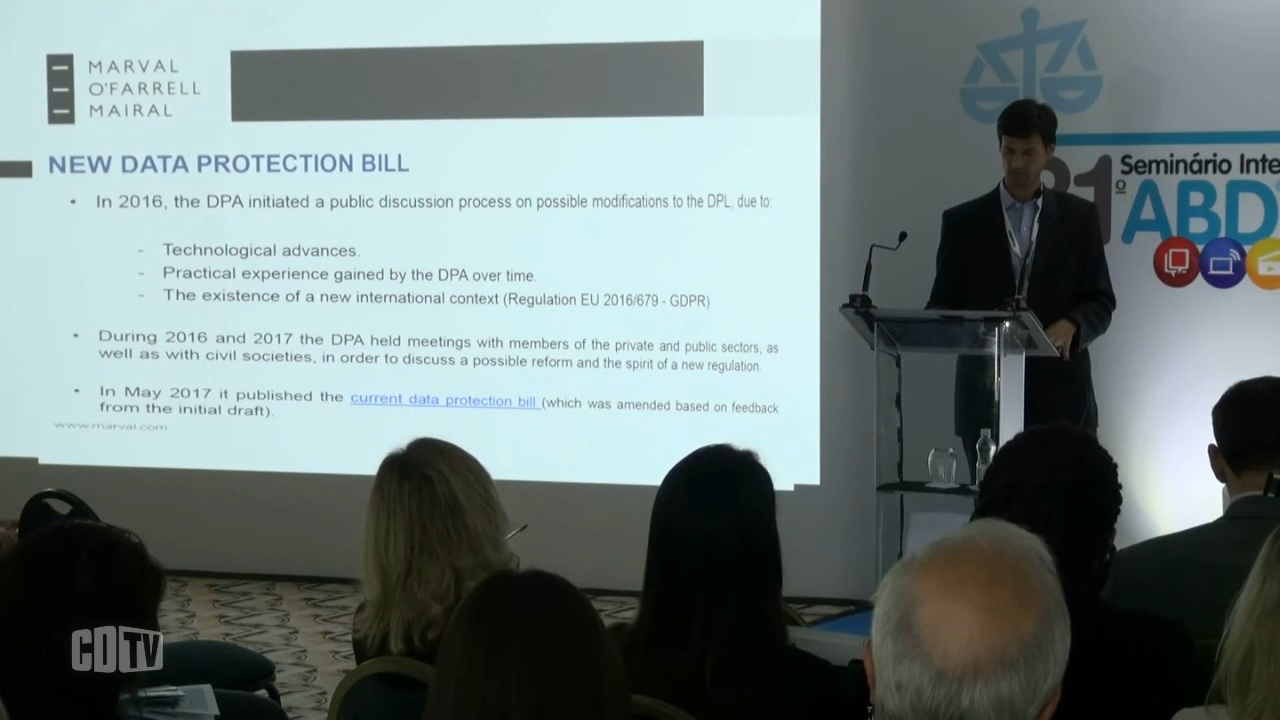 MARVAL
O'FARRELL
MAIRAL
NEW DATA PROTECTION BILL
• In 2016, the DPA initiated a public discussion process on possible modifications to the DPL, due to:
- Technological advances.
- Practical experience gained by the DPA over time.
- The existence of a new international context (Regulation EU 2016/679 - GDPR)
• During 2016 and 2017 the DPA held meetings with members of the private and public sectors, as
well as with civil societies, in order to discuss a possible reform and the spirit of a new regulation.
• In May 2017 it published the current data protection bill (which was amended based on feedback
from the initial draft).
www.marval.com
Seminário Inte
ABD
CDTV